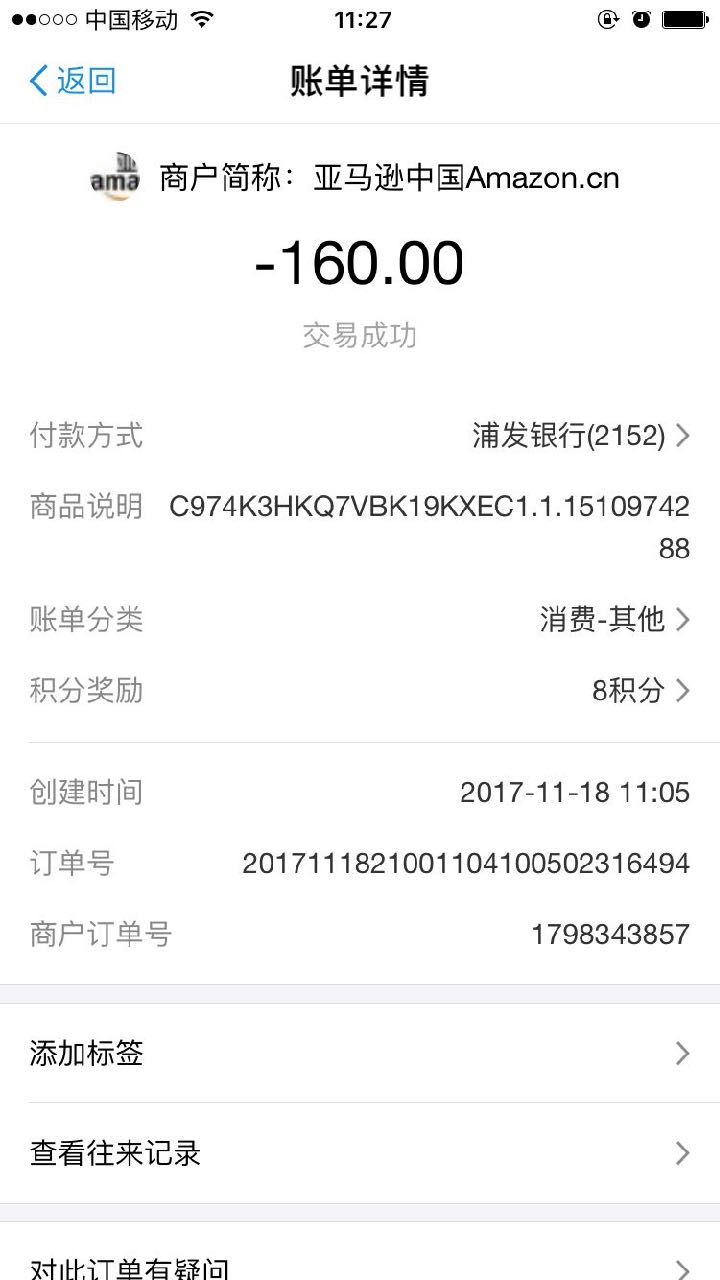 中国移动 11:27
返回 账单详情
ama 商户简称：亚马逊中国Amazon.cn
-160.00
交易成功
付款方式 浦发银行(2152)
商品说明 C974K3HKQ7VBK19KXEC1.1.15109742
88
账单分类 消费-其他
积分奖励 8积分
创建时间 2017-11-18 11:05
订单号 2017111821001104100502316494
商户订单号 1798343857
添加标签
查看往来记录
对此订单有疑问